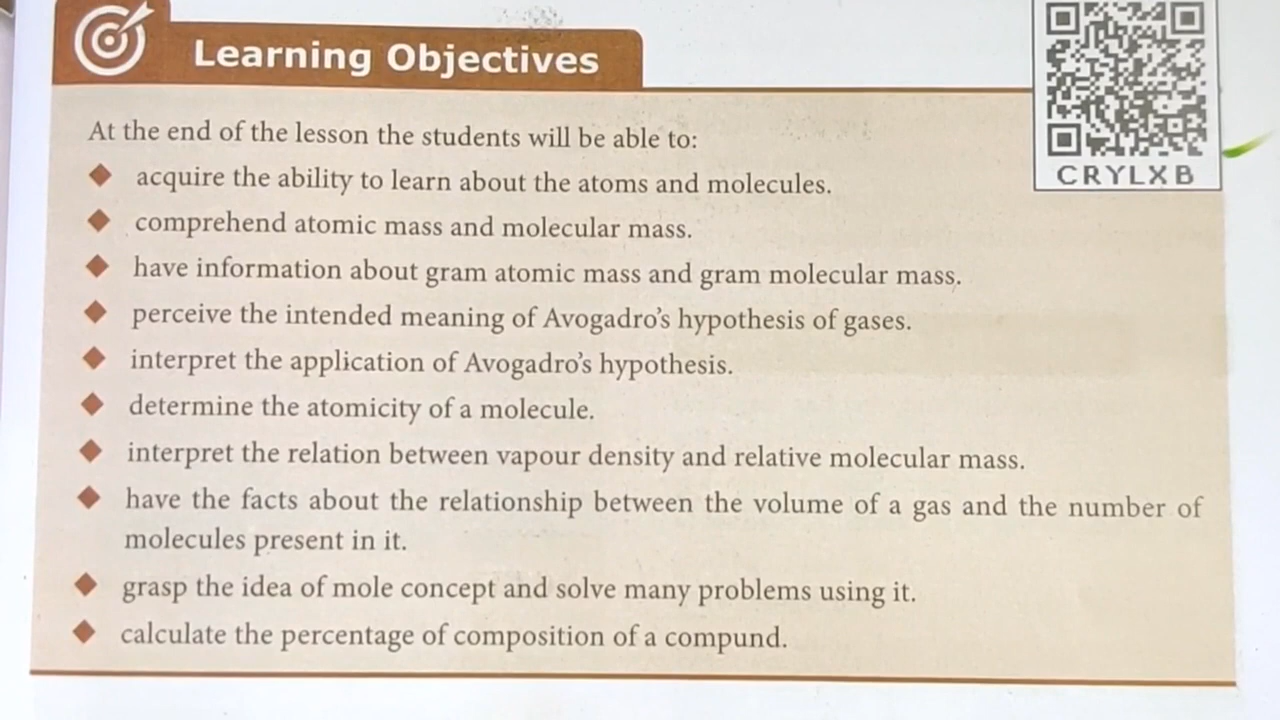 Learning Objectives
At the end of the lesson the students will be able to:
acquire the ability to learn about the atoms and molecules.
comprehend atomic mass and molecular mass.
have information about gram atomic mass and gram molecular mass.
perceive the intended meaning of Avogadro's hypothesis of gases.
interpret the application of Avogadro's hypothesis.
determine the atomicity of a molecule.
interpret the relation between vapour density and relative molecular mass.
have the facts about the relationship between the volume of a gas and the number of
molecules present in it.
grasp the idea of mole concept and solve many problems using it.
calculate the percentage of composition of a compund.
CRYLXB